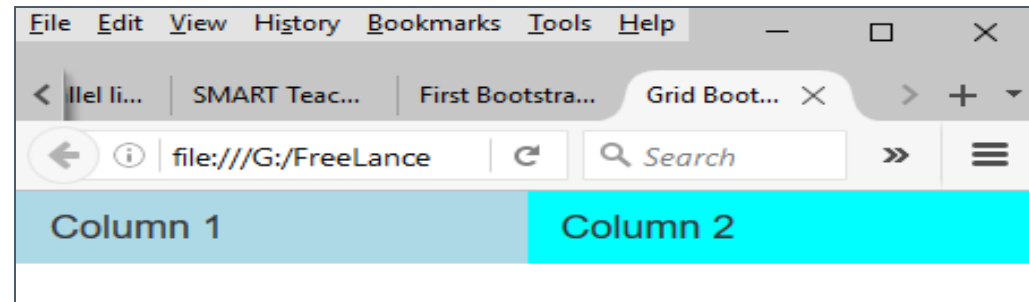 File Edit View History Bookmarks Tools Help
llel li... SMART Teac... First Bootstra... Grid Boot...
file:///G:/FreeLance Search
Column 1 Column 2